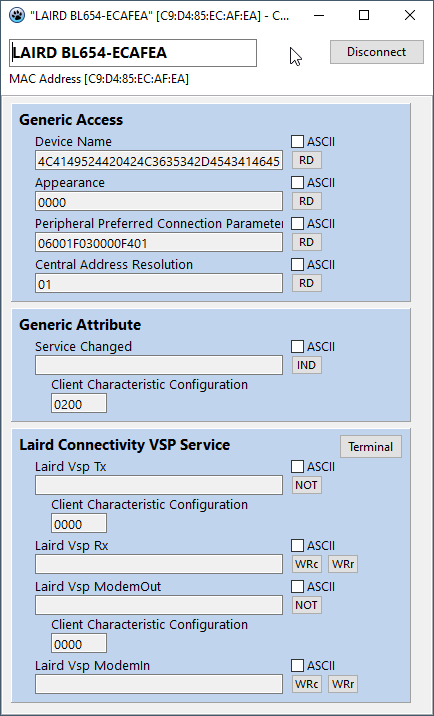 "LAIRD BL654-ECAFEA" [C9:D4:85:EC:AF:EA] - C...
LAIRD BL654-ECAFEA
Disconnect
MAC Address [C9:D4:85:EC:AF:EA]
Generic Access
Device Name
ASCII
4C4149524420424C3635342D4543414645
RD
Appearance
ASCII
0000
RD
Peripheral Preferred Connection Parameter
ASCII
06001F030000F401
RD
Central Address Resolution
ASCII
01
RD
Generic Attribute
Service Changed
ASCII
IND
Client Characteristic Configuration
0200
Laird Connectivity VSP Service
Terminal
Laird Vsp Tx
ASCII
NOT
Client Characteristic Configuration
0000
Laird Vsp Rx
ASCII
WRc WRr
Laird Vsp ModemOut
ASCII
NOT
Client Characteristic Configuration
0000
Laird Vsp ModemIn
ASCII
WRc WRr